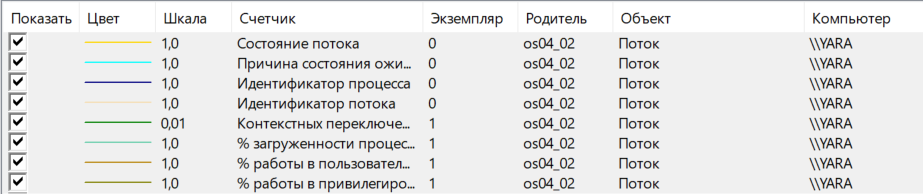 Показать Цвет Шкала Счетчик Экземпляр Родитель Объект Компьютер
1,0 Состояние потока 0 os04_02 Поток \\YARA
1,0 Причина состояния ожи... 0 os04_02 Поток \\YARA
1,0 Идентификатор процесса 0 os04_02 Поток \\YARA
1,0 Идентификатор потока 0 os04_02 Поток \\YARA
0,01 Контекстных переключе... 1 os04_02 Поток \\YARA
1,0 % загруженности процес... 1 os04_02 Поток \\YARA
1,0 % работы в пользовател... 1 os04_02 Поток \\YARA
1,0 % работы в привилегиро... 1 os04_02 Поток \\YARA